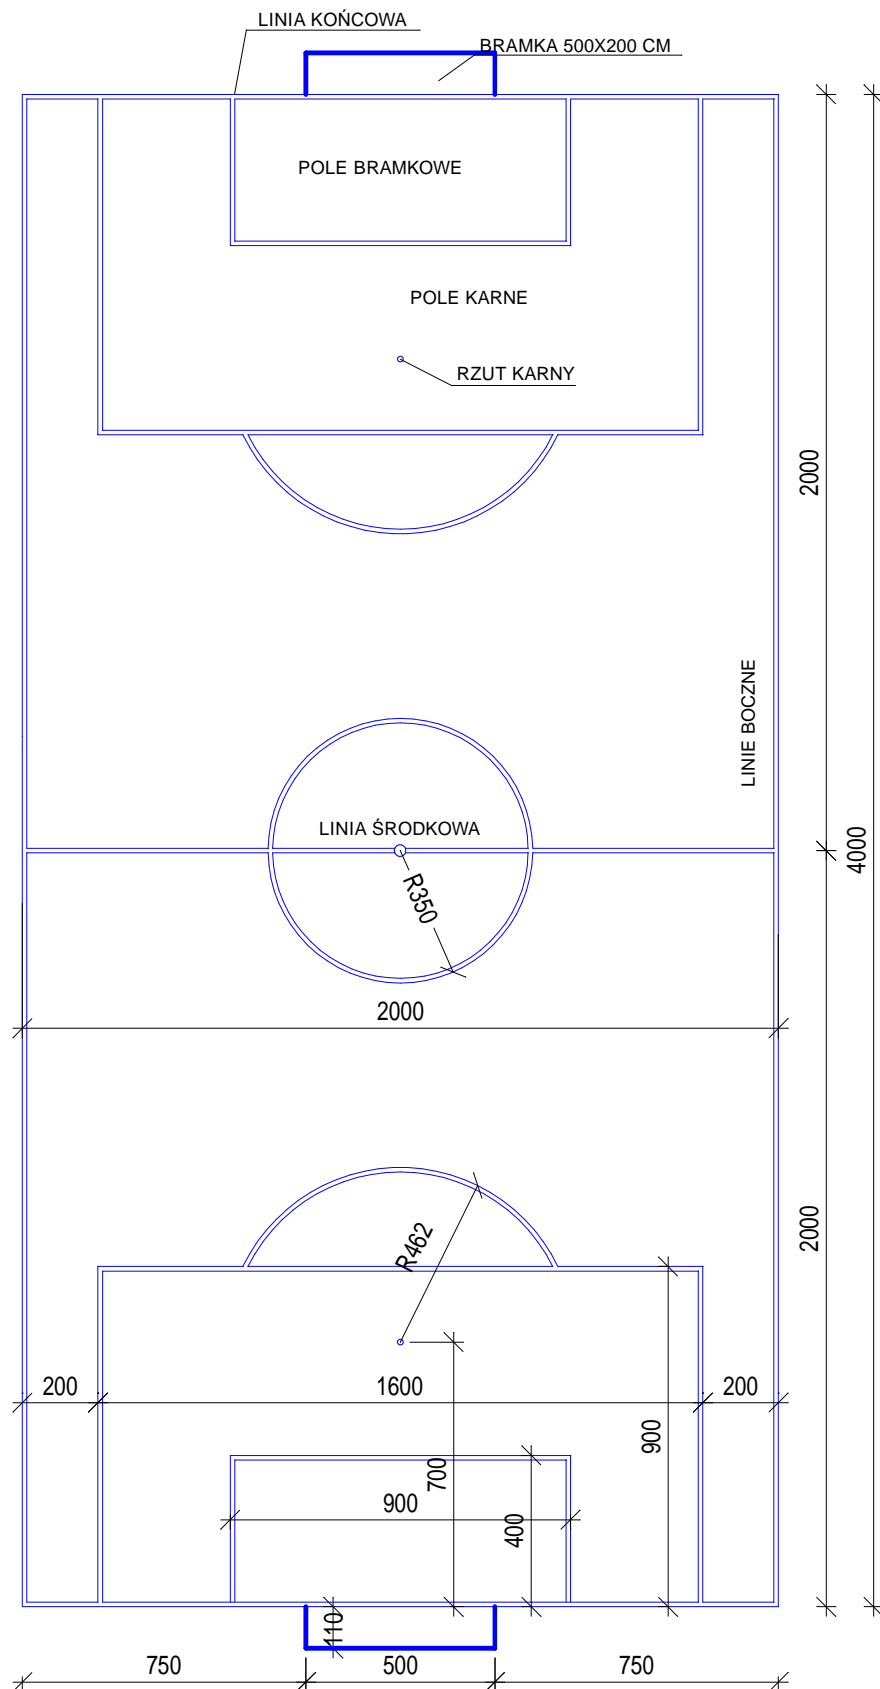 LINIA KOŃCOWA
BRAMKA 500X200 CM
POLE BRAMKOWE
POLE KARNE
RZUT KARNY
2000
LINIE BOCZNE
LINIA ŚRODKOWA
4000
R350
2000
2000
R462
200
1600
200
900
700
900
400
110
750
500
750